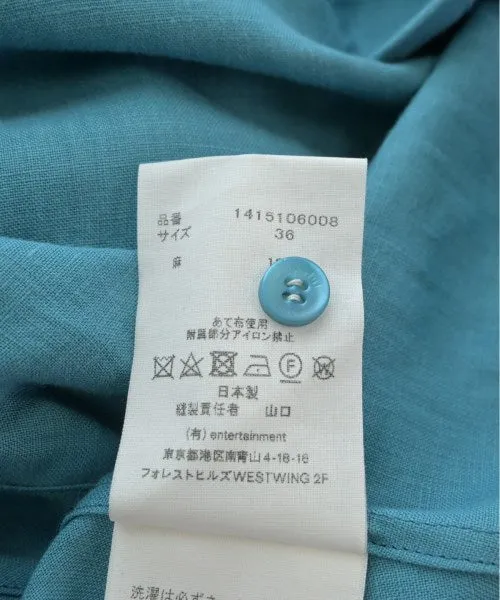 品番 1415106008
サイズ 36
麻
あて布使用
附属部分アイロン禁止
日本製
縫製責任者 山口
(有) entertainment
東京都港区南青山4-18-16
フォレストヒルズWESTWING 2F
洗濯は必ず